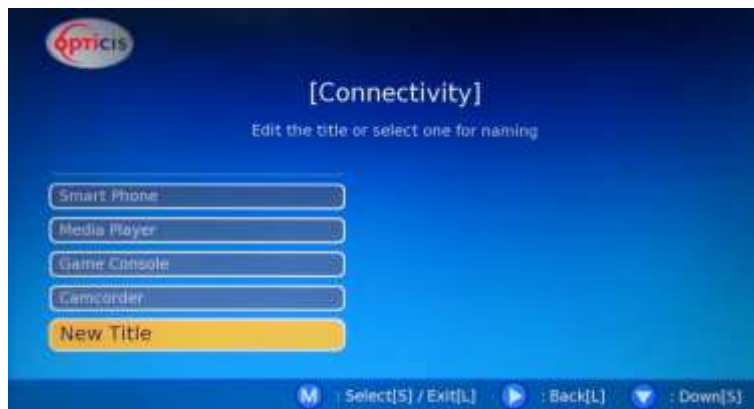 OPTICIS
[Connectivity]
Edit the title or select one for naming
Smart Phone
Media Player
Game Console
Camcorder
New Title
M : Select[S] / Exit[L] : Back[L] : Down[S]